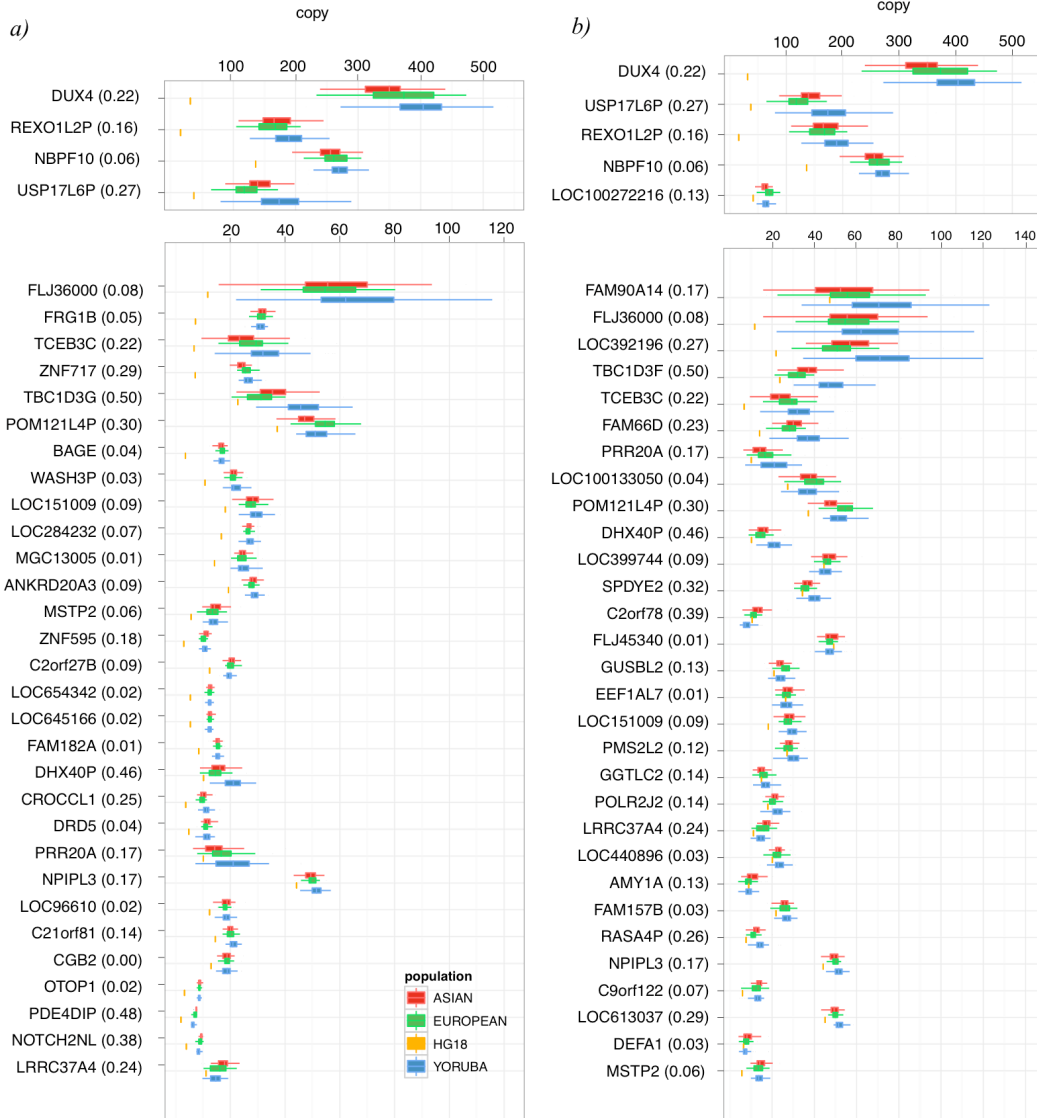 a)
copy
100 200 300 400 500
DUX4 (0.22)
REXO1L2P (0.16)
NBPF10 (0.06)
USP17L6P (0.27)
20 40 60 80 100 120
FLJ36000 (0.08)
FRG1B (0.05)
TCEB3C (0.22)
ZNF717 (0.29)
TBC1D3G (0.50)
POM121L4P (0.30)
BAGE (0.04)
WASH3P (0.03)
LOC151009 (0.09)
LOC284232 (0.07)
MGC13005 (0.01)
ANKRD20A3 (0.09)
MSTP2 (0.06)
ZNF595 (0.18)
C2orf27B (0.09)
LOC654342 (0.02)
LOC645166 (0.02)
FAM182A (0.01)
DHX40P (0.46)
CROCCL1 (0.25)
DRD5 (0.04)
PRR20A (0.17)
NPIPL3 (0.17)
LOC96610 (0.02)
C21orf81 (0.14)
CGB2 (0.00)
OTOP1 (0.02)
PDE4DIP (0.48)
NOTCH2NL (0.38)
LRRC37A4 (0.24)
population
ASIAN
EUROPEAN
HG18
YORUBA
b)
copy
100 200 300 400 500
DUX4 (0.22)
USP17L6P (0.27)
REXO1L2P (0.16)
NBPF10 (0.06)
LOC100272216 (0.13)
20 40 60 80 100 120 140
FAM90A14 (0.17)
FLJ36000 (0.08)
LOC392196 (0.27)
TBC1D3F (0.50)
TCEB3C (0.22)
FAM66D (0.23)
PRR20A (0.17)
LOC100133050 (0.04)
POM121L4P (0.30)
DHX40P (0.46)
LOC399744 (0.09)
SPDYE2 (0.32)
C2orf78 (0.39)
FLJ45340 (0.01)
GUSBL2 (0.13)
EEF1AL7 (0.01)
LOC151009 (0.09)
PMS2L2 (0.12)
GGTLC2 (0.14)
POLR2J2 (0.14)
LRRC37A4 (0.24)
LOC440896 (0.03)
AMY1A (0.13)
FAM157B (0.03)
RASA4P (0.26)
NPIPL3 (0.17)
C9orf122 (0.07)
LOC613037 (0.29)
DEFA1 (0.03)
MSTP2 (0.06)